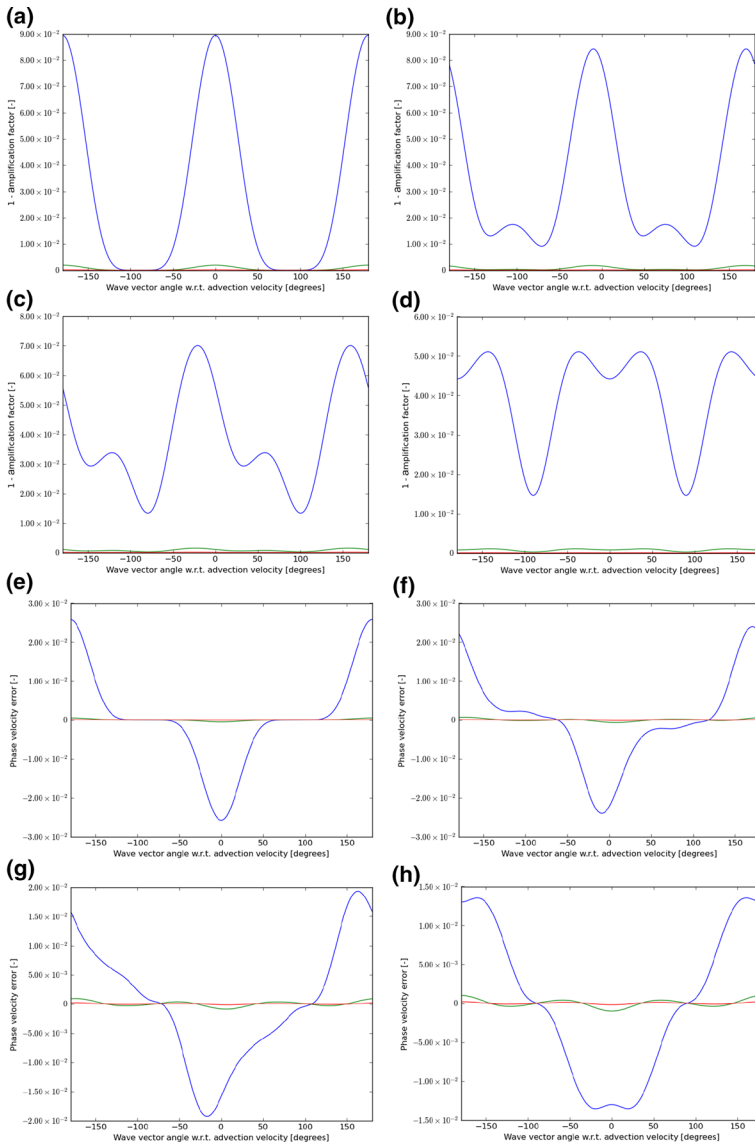 (a)
9.00 × 10⁻²
8.00 × 10⁻²
7.00 × 10⁻²
6.00 × 10⁻²
5.00 × 10⁻²
4.00 × 10⁻²
3.00 × 10⁻²
2.00 × 10⁻²
1.00 × 10⁻²
0
1 - amplification factor [-]
−150 −100 −50 0 50 100 150
Wave vector angle w.r.t. advection velocity [degrees]
(b)
9.00 × 10⁻²
8.00 × 10⁻²
7.00 × 10⁻²
6.00 × 10⁻²
5.00 × 10⁻²
4.00 × 10⁻²
3.00 × 10⁻²
2.00 × 10⁻²
1.00 × 10⁻²
0
1 - amplification factor [-]
−150 −100 −50 0 50 100 150
Wave vector angle w.r.t. advection velocity [degrees]
(c)
8.00 × 10⁻²
7.00 × 10⁻²
6.00 × 10⁻²
5.00 × 10⁻²
4.00 × 10⁻²
3.00 × 10⁻²
2.00 × 10⁻²
1.00 × 10⁻²
0
1 - amplification factor [-]
−150 −100 −50 0 50 100 150
Wave vector angle w.r.t. advection velocity [degrees]
(d)
6.00 × 10⁻²
5.00 × 10⁻²
4.00 × 10⁻²
3.00 × 10⁻²
2.00 × 10⁻²
1.00 × 10⁻²
0
1 - amplification factor [-]
−150 −100 −50 0 50 100 150
Wave vector angle w.r.t. advection velocity [degrees]
(e)
3.00 × 10⁻²
2.00 × 10⁻²
1.00 × 10⁻²
0
−1.00 × 10⁻²
−2.00 × 10⁻²
−3.00 × 10⁻²
Phase velocity error [-]
−150 −100 −50 0 50 100 150
Wave vector angle w.r.t. advection velocity [degrees]
(f)
3.00 × 10⁻²
2.00 × 10⁻²
1.00 × 10⁻²
0
−1.00 × 10⁻²
−2.00 × 10⁻²
−3.00 × 10⁻²
Phase velocity error [-]
−150 −100 −50 0 50 100 150
Wave vector angle w.r.t. advection velocity [degrees]
(g)
2.00 × 10⁻²
1.50 × 10⁻²
1.00 × 10⁻²
5.00 × 10⁻³
0
−5.00 × 10⁻³
−1.00 × 10⁻²
−1.50 × 10⁻²
−2.00 × 10⁻²
Phase velocity error [-]
−150 −100 −50 0 50 100 150
Wave vector angle w.r.t. advection velocity [degrees]
(h)
1.50 × 10⁻²
1.00 × 10⁻²
5.00 × 10⁻³
0
−5.00 × 10⁻³
−1.00 × 10⁻²
−1.50 × 10⁻²
Phase velocity error [-]
−150 −100 −50 0 50 100 150
Wave vector angle w.r.t. advection velocity [degrees]